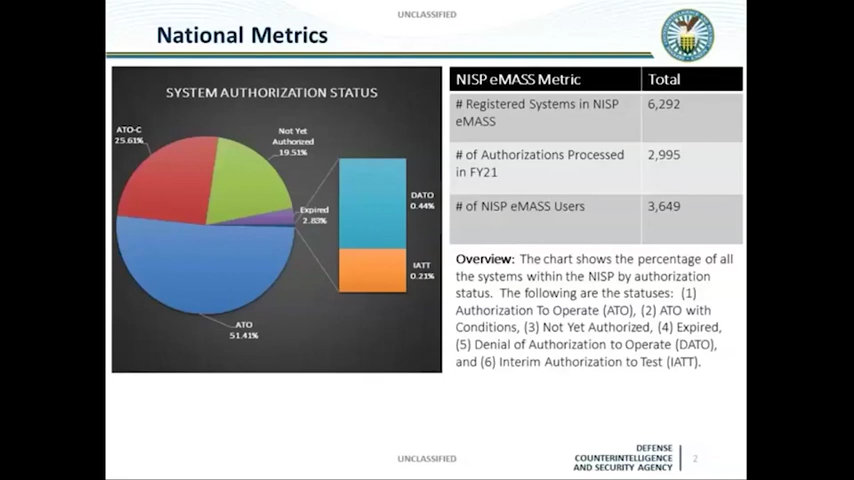 UNCLASSIFIED
National Metrics
SYSTEM AUTHORIZATION STATUS
ATO-C
25.61%
Not Yet
Authorized
19.51%
Expired
2.83%
DATO
0.44%
IATT
0.21%
ATO
51.41%
NISP eMASS Metric Total
# Registered Systems in NISP 6,292
eMASS
# of Authorizations Processed 2,995
in FY21
# of NISP eMASS Users 3,649
Overview: The chart shows the percentage of all
the systems within the NISP by authorization
status. The following are the statuses: (1)
Authorization To Operate (ATO), (2) ATO with
Conditions, (3) Not Yet Authorized, (4) Expired,
(5) Denial of Authorization to Operate (DATO),
and (6) Interim Authorization to Test (IATT).
UNCLASSIFIED
DEFENSE
COUNTERINTELLIGENCE
AND SECURITY AGENCY
2